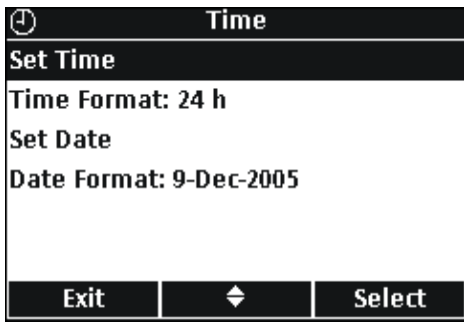 Time
Set Time
Time Format: 24 h
Set Date
Date Format: 9-Dec-2005
Exit Select